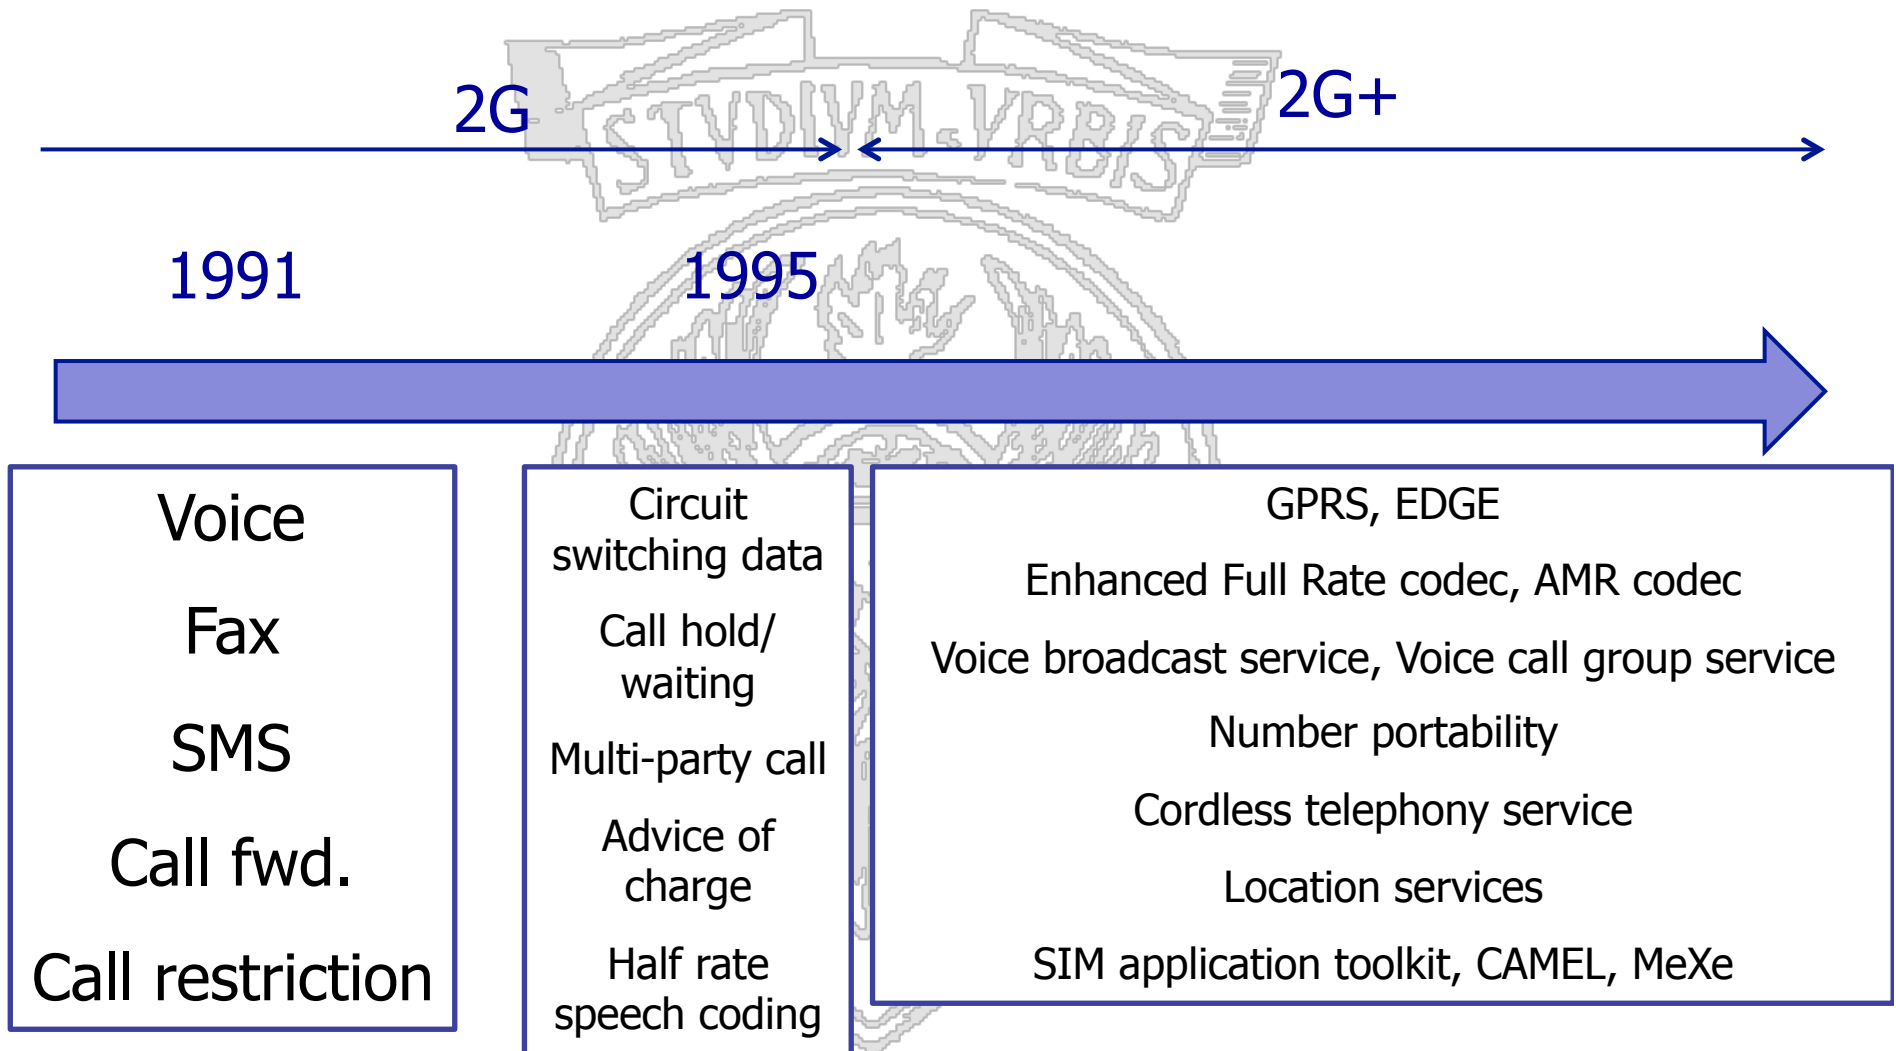 2G
2G+
STVDIVM VRBIS
1991
1995
Voice
Fax
SMS
Call fwd.
Call restriction
Circuit
switching data
Call hold/
waiting
Multi-party call
Advice of
charge
Half rate
speech coding
GPRS, EDGE
Enhanced Full Rate codec, AMR codec
Voice broadcast service, Voice call group service
Number portability
Cordless telephony service
Location services
SIM application toolkit, CAMEL, MeXe